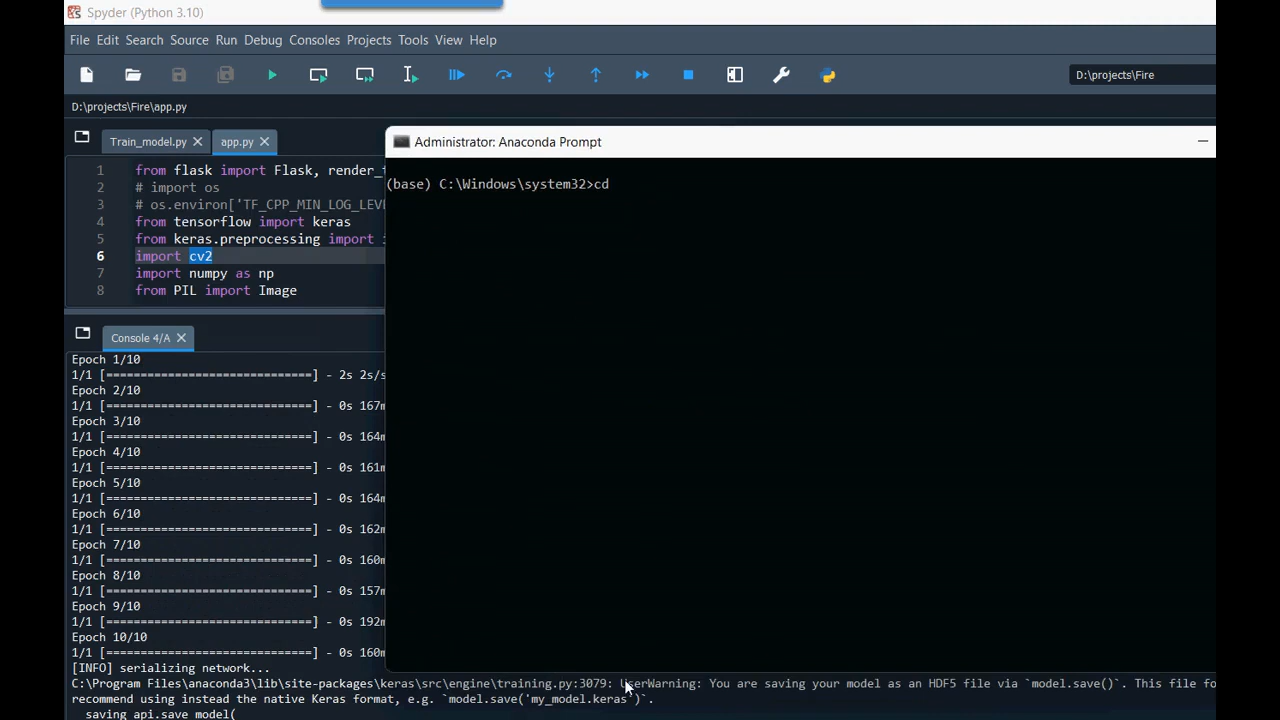 Spyder (Python 3.10)
File Edit Search Source Run Debug Consoles Projects Tools View Help
D:\projects\Fire
D:\projects\Fire\app.py
Train_model.py app.py
Administrator: Anaconda Prompt
1 from flask import Flask, render_
2 # import os
3 # os.environ['TF_CPP_MIN_LOG_LEV
4 from tensorflow import keras
5 from keras.preprocessing import
6 import cv2
7 import numpy as np
8 from PIL import Image
(base) C:\Windows\system32>cd
Console 4/A
Epoch 1/10
1/1 [==============================] - 2s 2s/s
Epoch 2/10
1/1 [==============================] - 0s 167m
Epoch 3/10
1/1 [==============================] - 0s 164m
Epoch 4/10
1/1 [==============================] - 0s 161m
Epoch 5/10
1/1 [==============================] - 0s 164m
Epoch 6/10
1/1 [==============================] - 0s 162m
Epoch 7/10
1/1 [==============================] - 0s 160m
Epoch 8/10
1/1 [==============================] - 0s 157m
Epoch 9/10
1/1 [==============================] - 0s 192m
Epoch 10/10
1/1 [==============================] - 0s 160m
[INFO] serializing network...
C:\Program Files\anaconda3\lib\site-packages\keras\src\engine\training.py:3079: UserWarning: You are saving your model as an HDF5 file via `model.save()`. This file fo
recommend using instead the native Keras format, e.g. `model.save('my_model.keras')`.
saving_api.save_model(